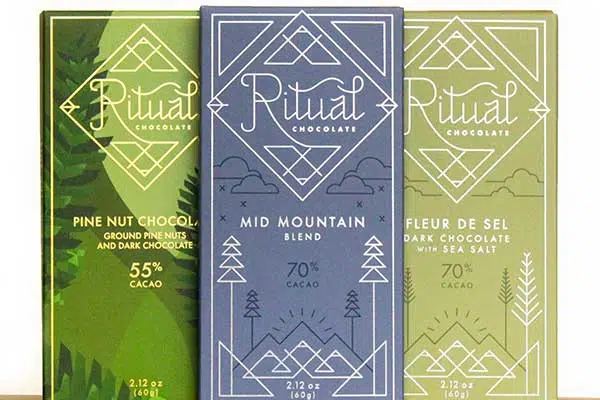 Ritual
CHOCOLATE
PINE NUT CHOCOLA
GROUND PINE NUTS
AND DARK CHOCOLATE
55%
CACAO
2.12 oz
(60g)
Ritual
CHOCOLATE
MID MOUNTAIN
BLEND
70%
CACAO
2.12 oz
(60g)
Ritual
CHOCOLATE
FLEUR DE SEL
DARK CHOCOLATE
WITH SEA SALT
70%
CACAO
2.12 oz
(60g)